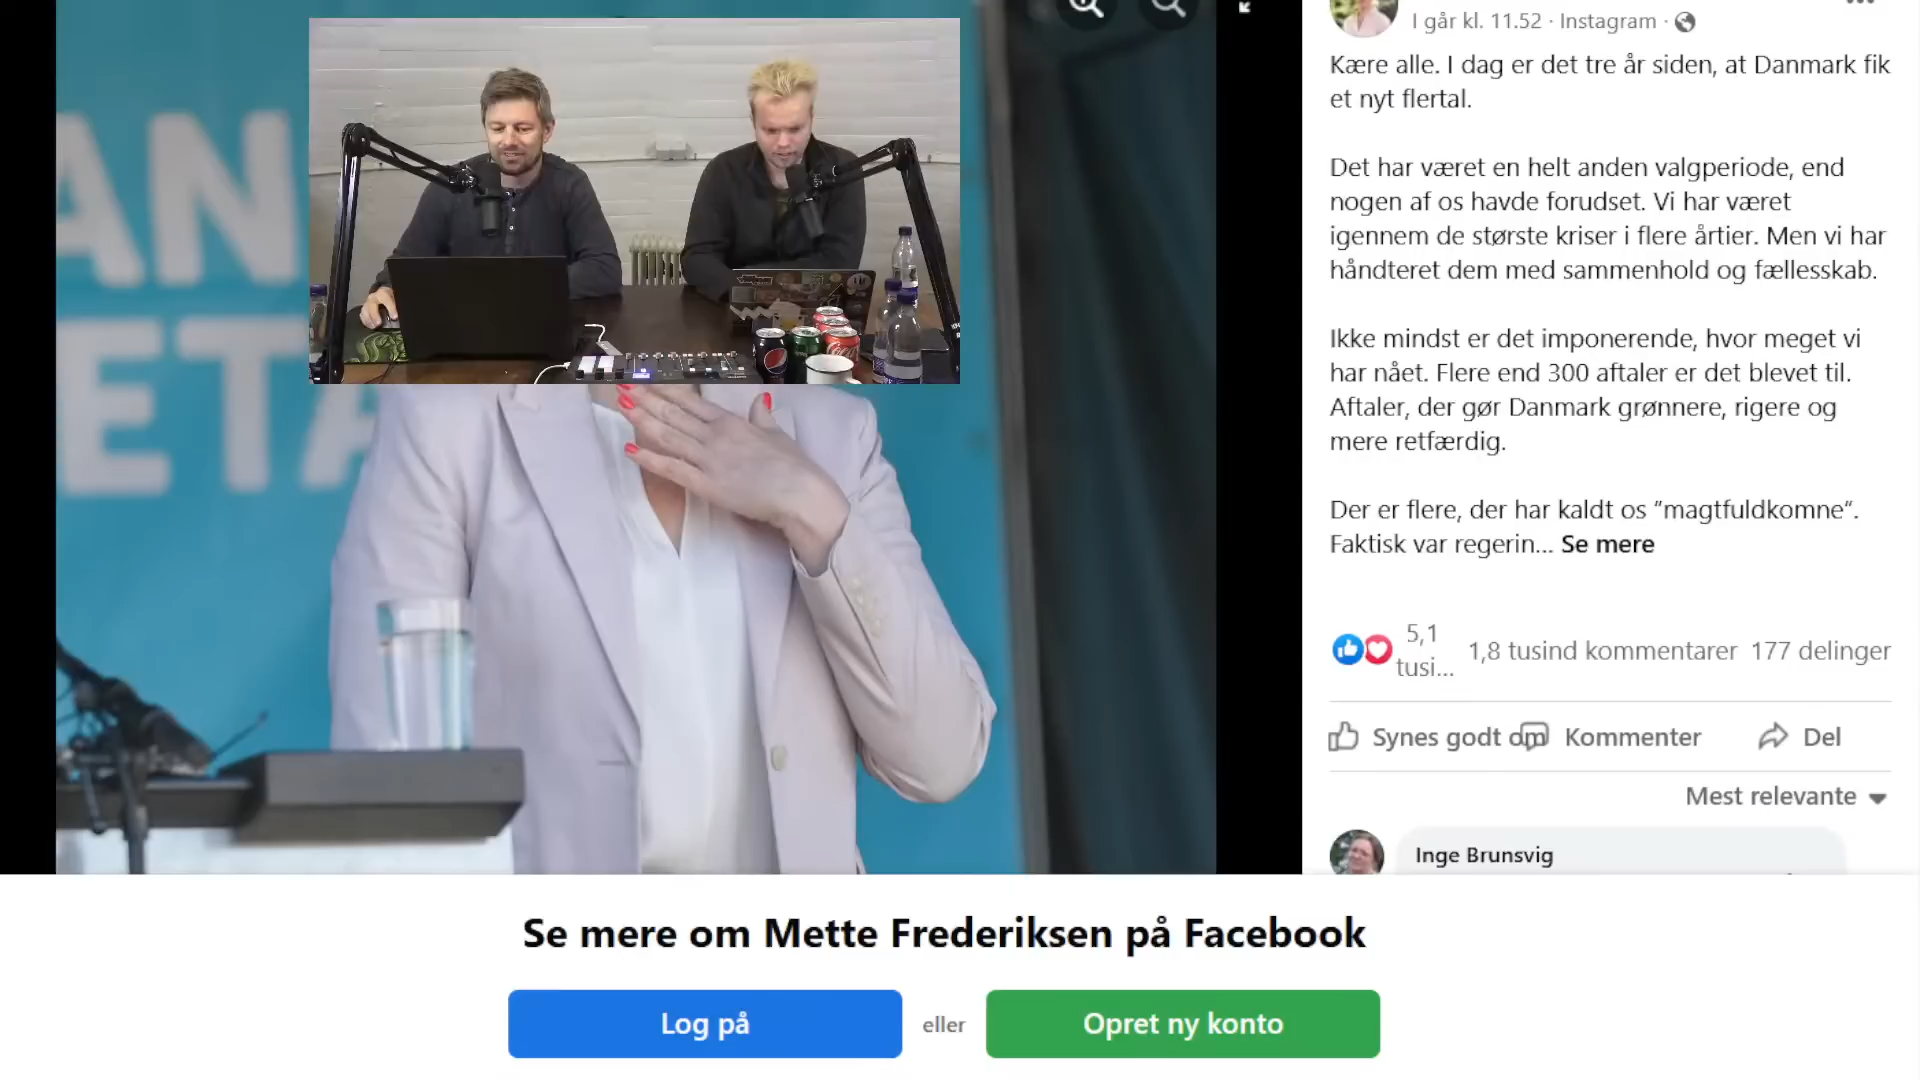 AN
ETA
I går kl. 11.52 · Instagram ·
Kære alle. I dag er det tre år siden, at Danmark fik
et nyt flertal.
Det har været en helt anden valgperiode, end
nogen af os havde forudset. Vi har været
igennem de største kriser i flere årtier. Men vi har
håndteret dem med sammenhold og fællesskab.
Ikke mindst er det imponerende, hvor meget vi
har nået. Flere end 300 aftaler er det blevet til.
Aftaler, der gør Danmark grønnere, rigere og
mere retfærdig.
Der er flere, der har kaldt os “magtfuldkomne“.
Faktisk var regerin... Se mere
5,1
tusi...
1,8 tusind kommentarer 177 delinger
Synes godt om Kommenter Del
Mest relevante
Inge Brunsvig
Se mere om Mette Frederiksen på Facebook
Log på eller Opret ny konto